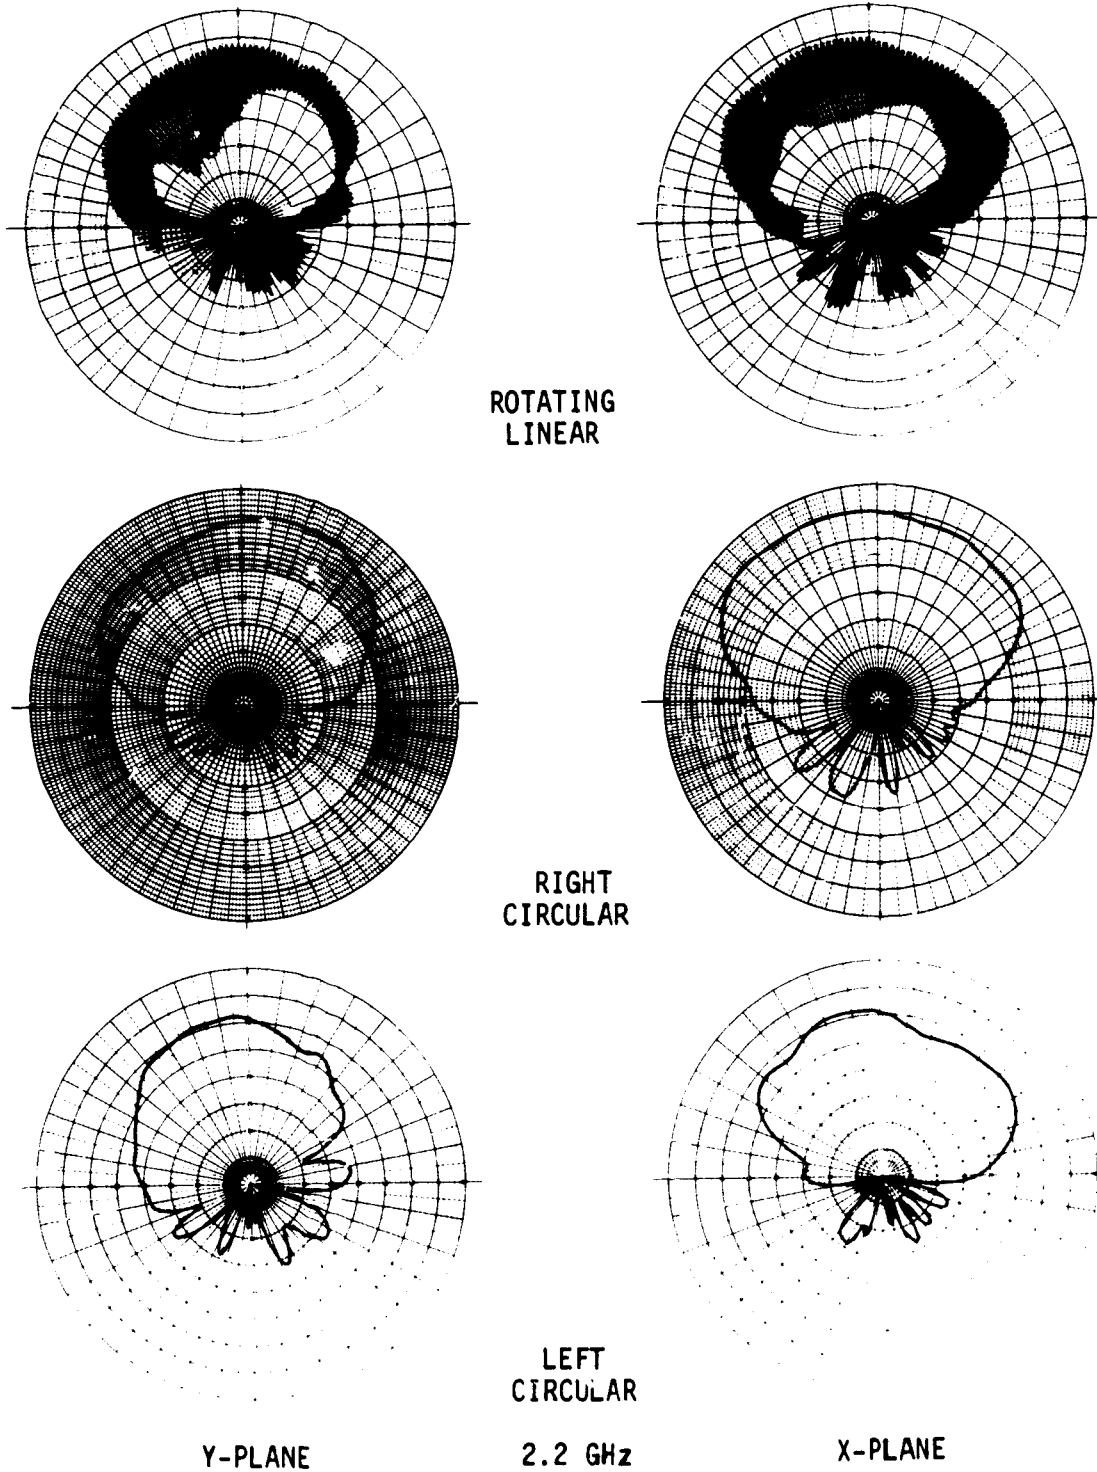 ROTATING
LINEAR
RIGHT
CIRCULAR
LEFT
CIRCULAR
Y-PLANE
2.2 GHz
X-PLANE